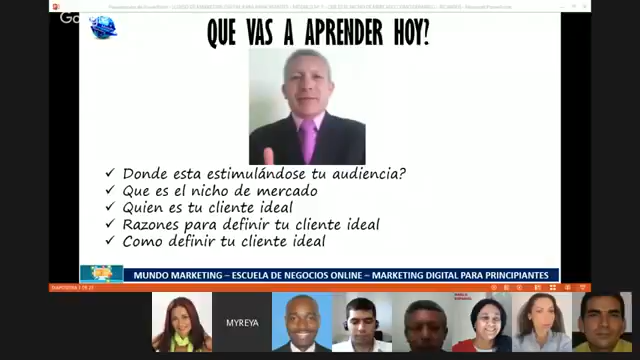 QUE VAS A APRENDER HOY?
✓ Donde esta estimulándose tu audiencia?
✓ Que es el nicho de mercado
✓ Quien es tu cliente ideal
✓ Razones para definir tu cliente ideal
✓ Como definir tu cliente ideal
MUNDO MARKETING – ESCUELA DE NEGOCIOS ONLINE – MARKETING DIGITAL PARA PRINCIPIANTES
MYREYA